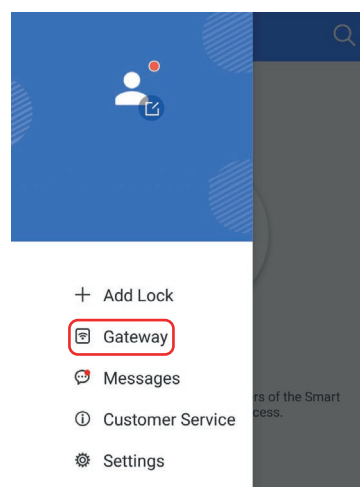 Add Lock
Gateway
Messages
rs of the Smart
cess.
Customer Service
Settings